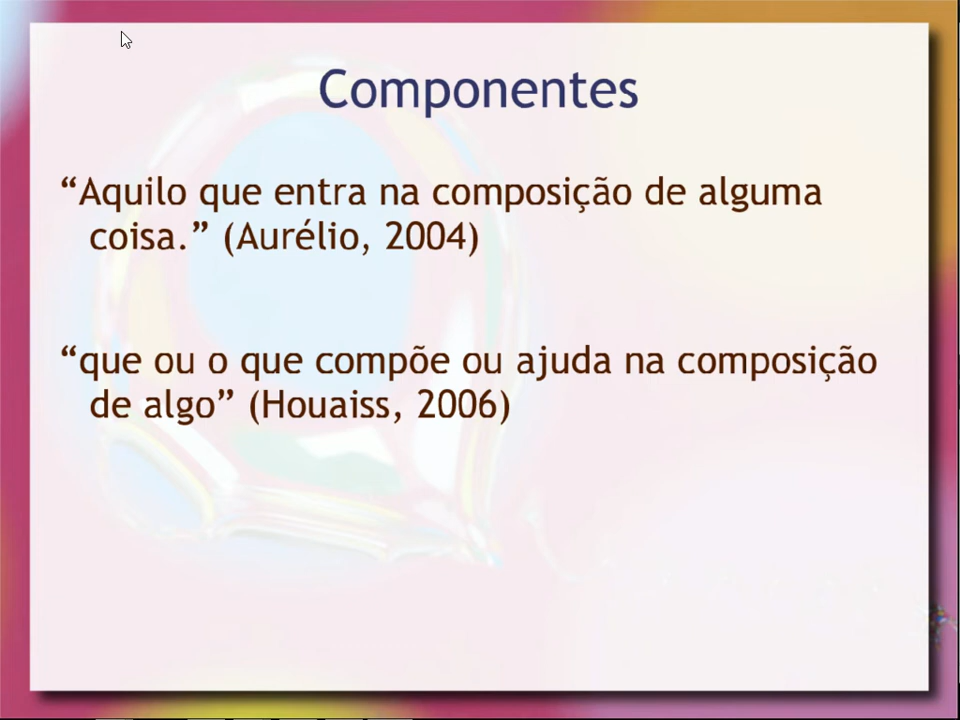 Componentes
“Aquilo que entra na composição de alguma
coisa.” (Aurélio, 2004)
“que ou o que compõe ou ajuda na composição
de algo” (Houaiss, 2006)